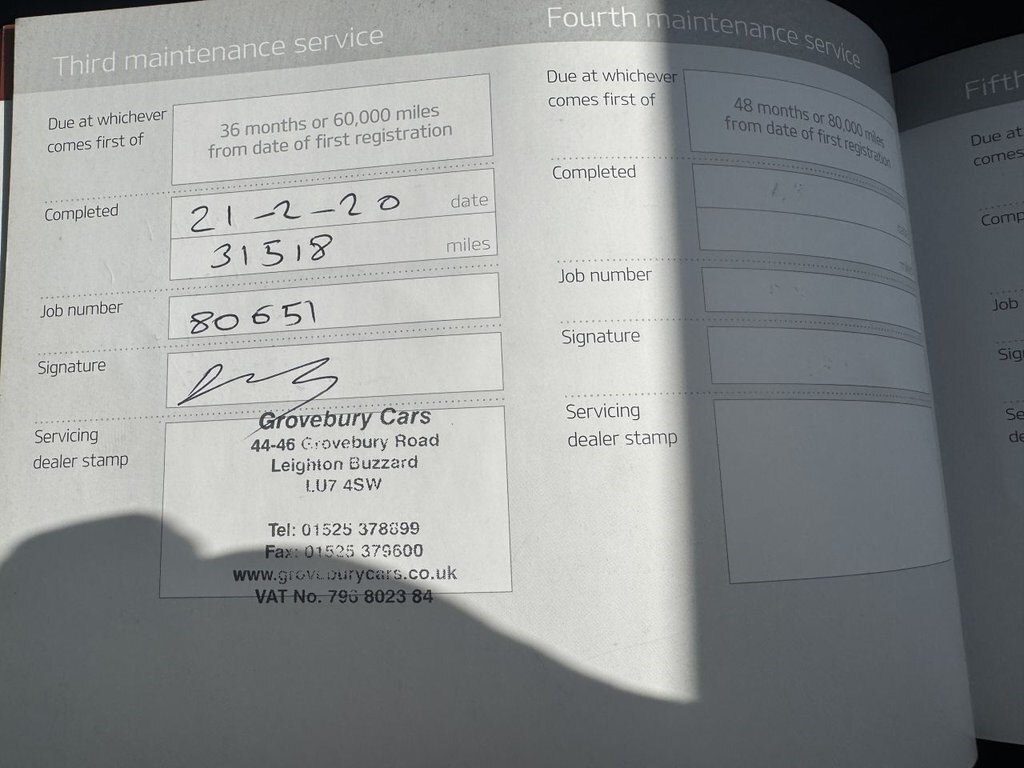 Third maintenance service
Due at whichever
comes first of
36 months or 60,000 miles
from date of first registration
Completed
21-2-20 date
31518 miles
Job number
80651
Signature
Servicing
dealer stamp
Grovebury Cars
44-46 Grovebury Road
Leighton Buzzard
LU7 4SW
Tel: 01525 378899
Fax: 01525 379600
www.groveburycars.co.uk
VAT No. 796 8023 84
Fourth maintenance service
Due at whichever
comes first of
48 months or 80,000 miles
from date of first registration
Completed
Job number
Signature
Servicing
dealer stamp
Fifth
Due at
comes
Comp
Job
Sig
Se
de